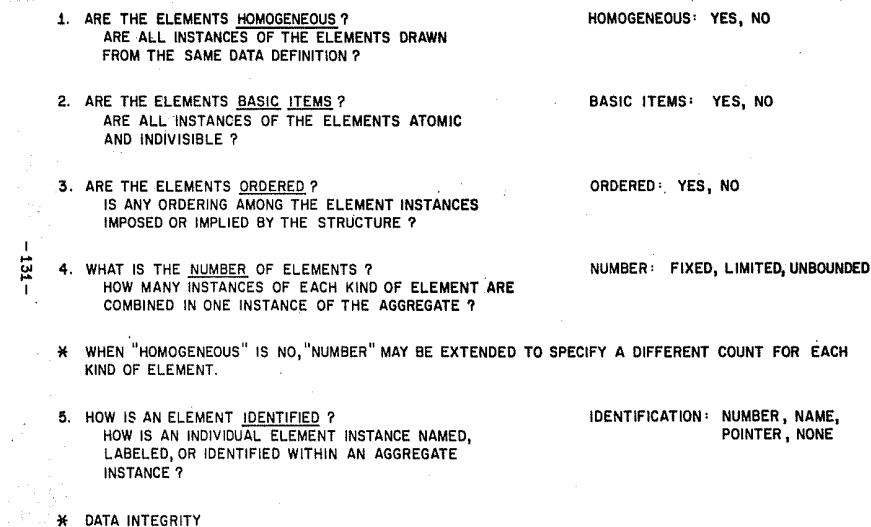 1. ARE THE ELEMENTS HOMOGENEOUS ? HOMOGENEOUS: YES, NO
ARE ALL INSTANCES OF THE ELEMENTS DRAWN
FROM THE SAME DATA DEFINITION ?
2. ARE THE ELEMENTS BASIC ITEMS ? BASIC ITEMS: YES, NO
ARE ALL INSTANCES OF THE ELEMENTS ATOMIC
AND INDIVISIBLE ?
3. ARE THE ELEMENTS ORDERED ? ORDERED: YES, NO
IS ANY ORDERING AMONG THE ELEMENT INSTANCES
IMPOSED OR IMPLIED BY THE STRUCTURE ?
-131-
4. WHAT IS THE NUMBER OF ELEMENTS ? NUMBER: FIXED, LIMITED, UNBOUNDED
HOW MANY INSTANCES OF EACH KIND OF ELEMENT ARE
COMBINED IN ONE INSTANCE OF THE AGGREGATE ?
* WHEN "HOMOGENEOUS" IS NO, "NUMBER" MAY BE EXTENDED TO SPECIFY A DIFFERENT COUNT FOR EACH
KIND OF ELEMENT.
5. HOW IS AN ELEMENT IDENTIFIED ? IDENTIFICATION: NUMBER, NAME,
HOW IS AN INDIVIDUAL ELEMENT INSTANCE NAMED, POINTER, NONE
LABELED, OR IDENTIFIED WITHIN AN AGGREGATE
INSTANCE ?
* DATA INTEGRITY